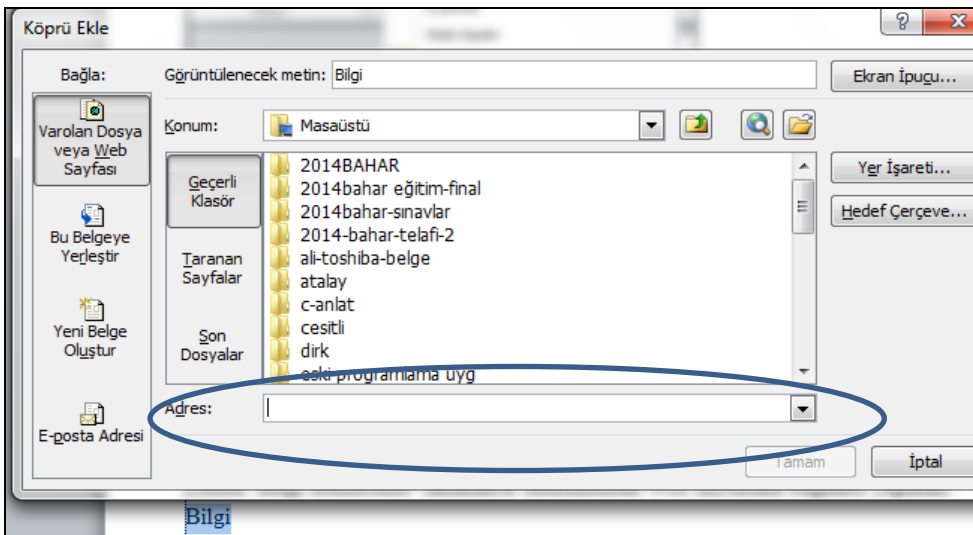 Köprü Ekle
Bağla:
Görüntülenecek metin: Bilgi
Ekran İpucu...
Varolan Dosya
veya Web
Sayfası
Konum: Masaüstü
Geçerli
Klasör
2014BAHAR
2014bahar eğitim-final
2014bahar-sınavlar
2014-bahar-telafi-2
ali-toshiba-belge
atalay
c-anlat
cesitli
dirk
eski-programlama uyg
Yer İşareti...
Hedef Çerçeve...
Bu Belgeye
Yerleştir
Taranan
Sayfalar
Yeni Belge
Oluştur
Son
Dosyalar
Adres:
E-posta Adresi
Tamam
İptal
Bilgi